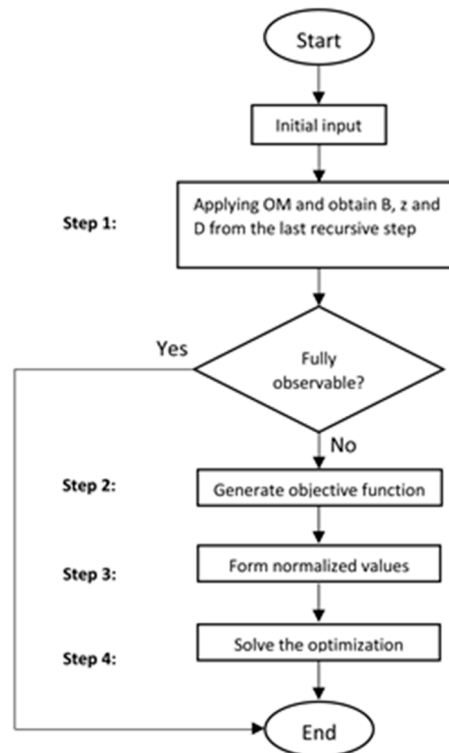 Start
Initial input
Step 1:
Applying OM and obtain B, z and
D from the last recursive step
Yes
Fully
observable?
No
Step 2:
Generate objective function
Step 3:
Form normalized values
Step 4:
Solve the optimization
End